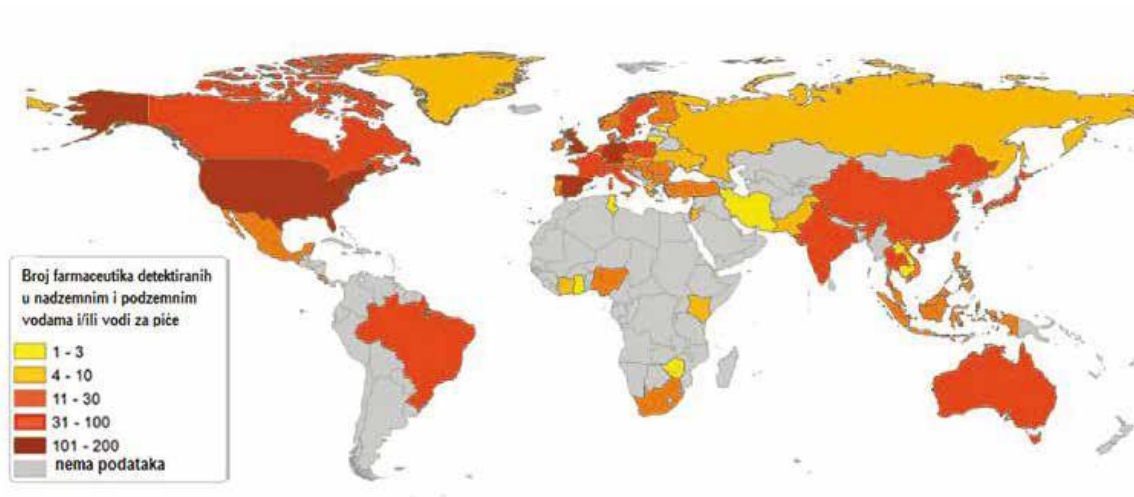 Broj farmaceutika detektiranih
u nadzemnim i podzemnim
vodama i/ili vodi za piće
1 - 3
4 - 10
11 - 30
31 - 100
101 - 200
nema podataka